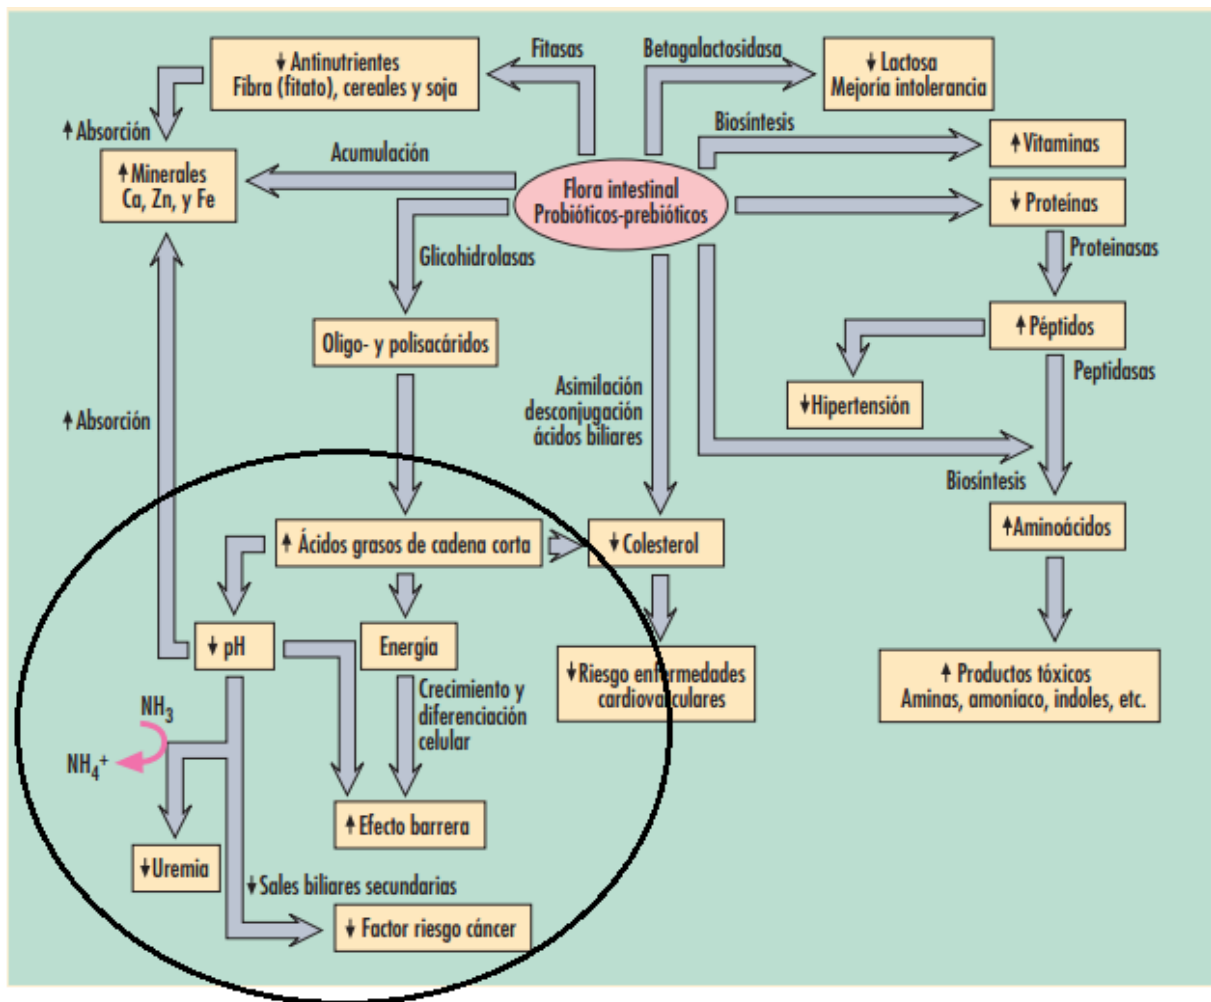 Fitasas
Betagalactosidasa
↓ Antinutrientes
Fibra (fitato), cereales y soja
↓ Lactosa
Mejoría intolerancia
↑ Absorción
Acumulación
Biosíntesis
↑ Vitaminas
↑ Minerales
Ca, Zn, y Fe
Flora intestinal
Probióticos-prebióticos
↓ Proteínas
Glicohidrolasas
Proteinasas
Oligo- y polisacáridos
↑ Péptidos
Peptidasas
↑ Absorción
Asimilación
desconjugación
ácidos biliares
↓ Hipertensión
Biosíntesis
↑ Ácidos grasos de cadena corta
↓ Colesterol
↑ Aminoácidos
↓ pH
Energía
↓ Riesgo enfermedades
cardiovasculares
↑ Productos tóxicos
Aminas, amoníaco, indoles, etc.
NH₃
NH₄⁺
Crecimiento y
diferenciación
celular
↑ Efecto barrera
↓ Uremia
↓ Sales biliares secundarias
↓ Factor riesgo cáncer